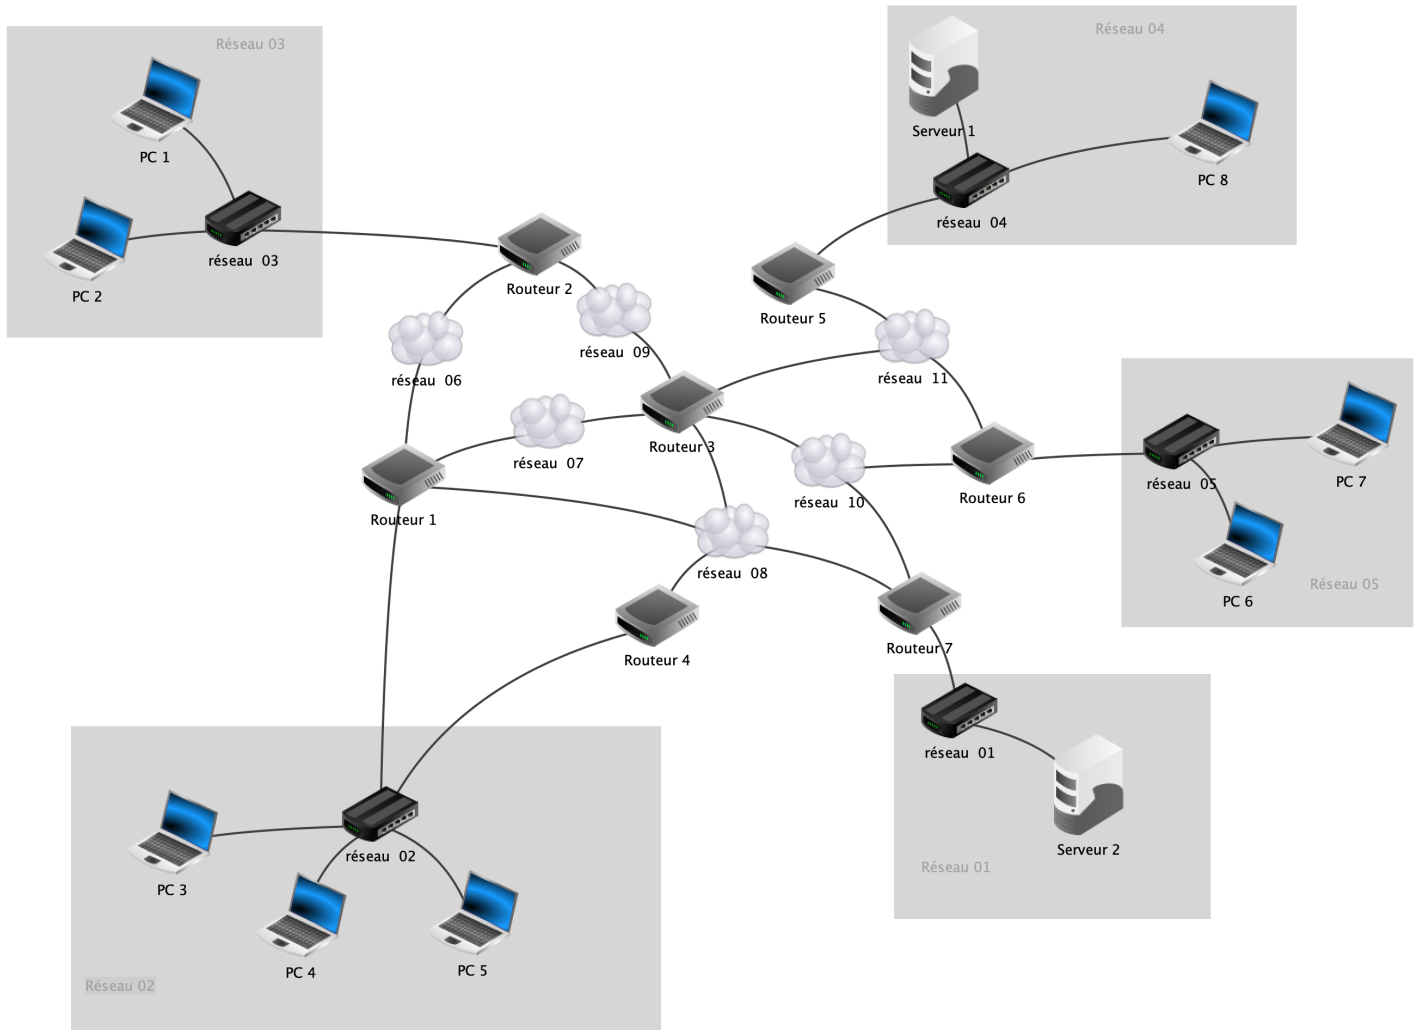 Réseau 03
PC 1
PC 2
réseau  03
Réseau 04
Serveur 1
PC 8
réseau  04
Routeur 2
Routeur 5
réseau  09
réseau  06
réseau  11
Routeur 3
réseau  07
Routeur 1
réseau  10
Routeur 6
réseau  05
PC 7
PC 6
Réseau 05
réseau  08
Routeur 4
Routeur 7
réseau  01
Serveur 2
Réseau 01
réseau  02
PC 3
PC 4
PC 5
Réseau 02